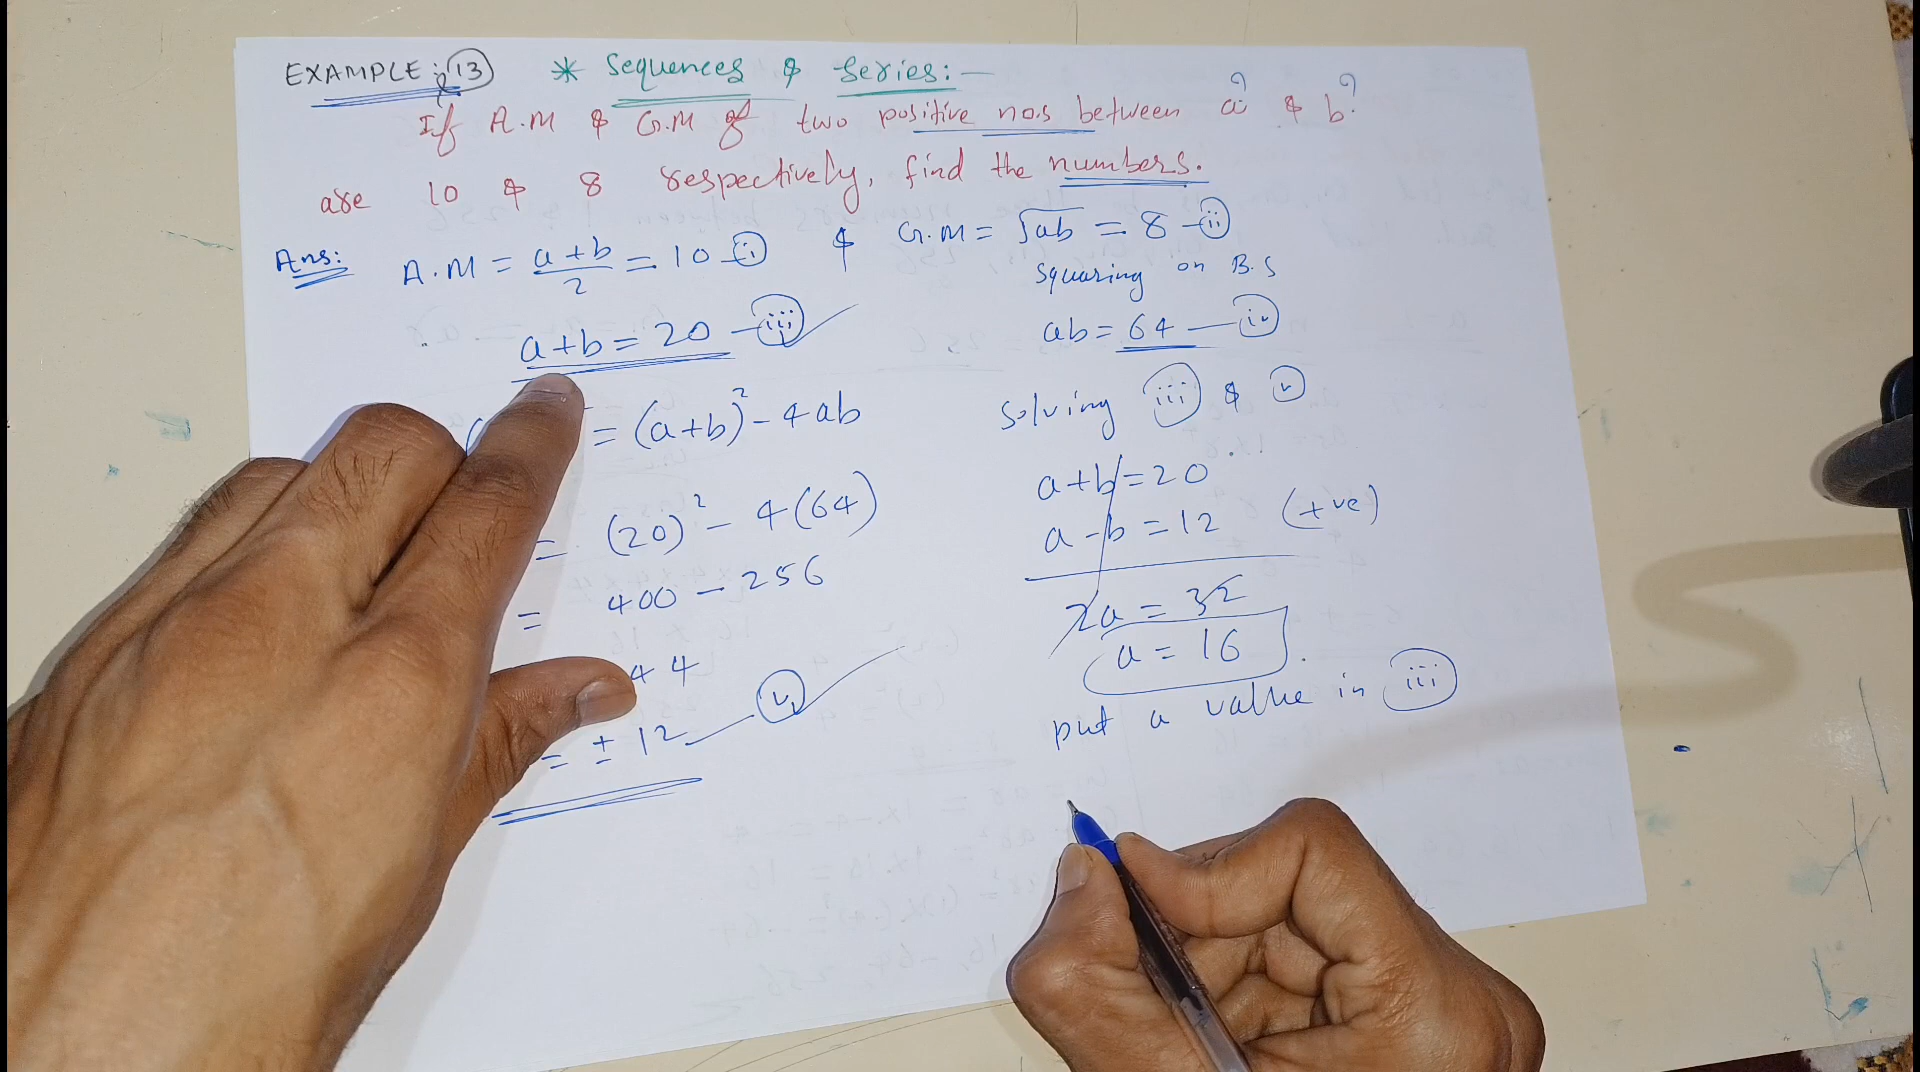 EXAMPLE: 13 * Sequences & Series:-
If A.M & G.M of two positive nos between a? & b?
are 10 & 8 respectively, find the numbers.
Ans: A.M = a+b/2 = 10 - (i) & G.M = √ab = 8 - (ii)
squaring on B.S
a+b = 20 - (iii)
ab = 64 - (iv)
= (a+b)² - 4ab
= (20)² - 4(64)
= 400 - 256
44
= ± 12 - (v)
solving (iii) & (v)
a+b = 20
a-b = 12 (+ve)
2a = 32
a = 16
put a value in (iii)